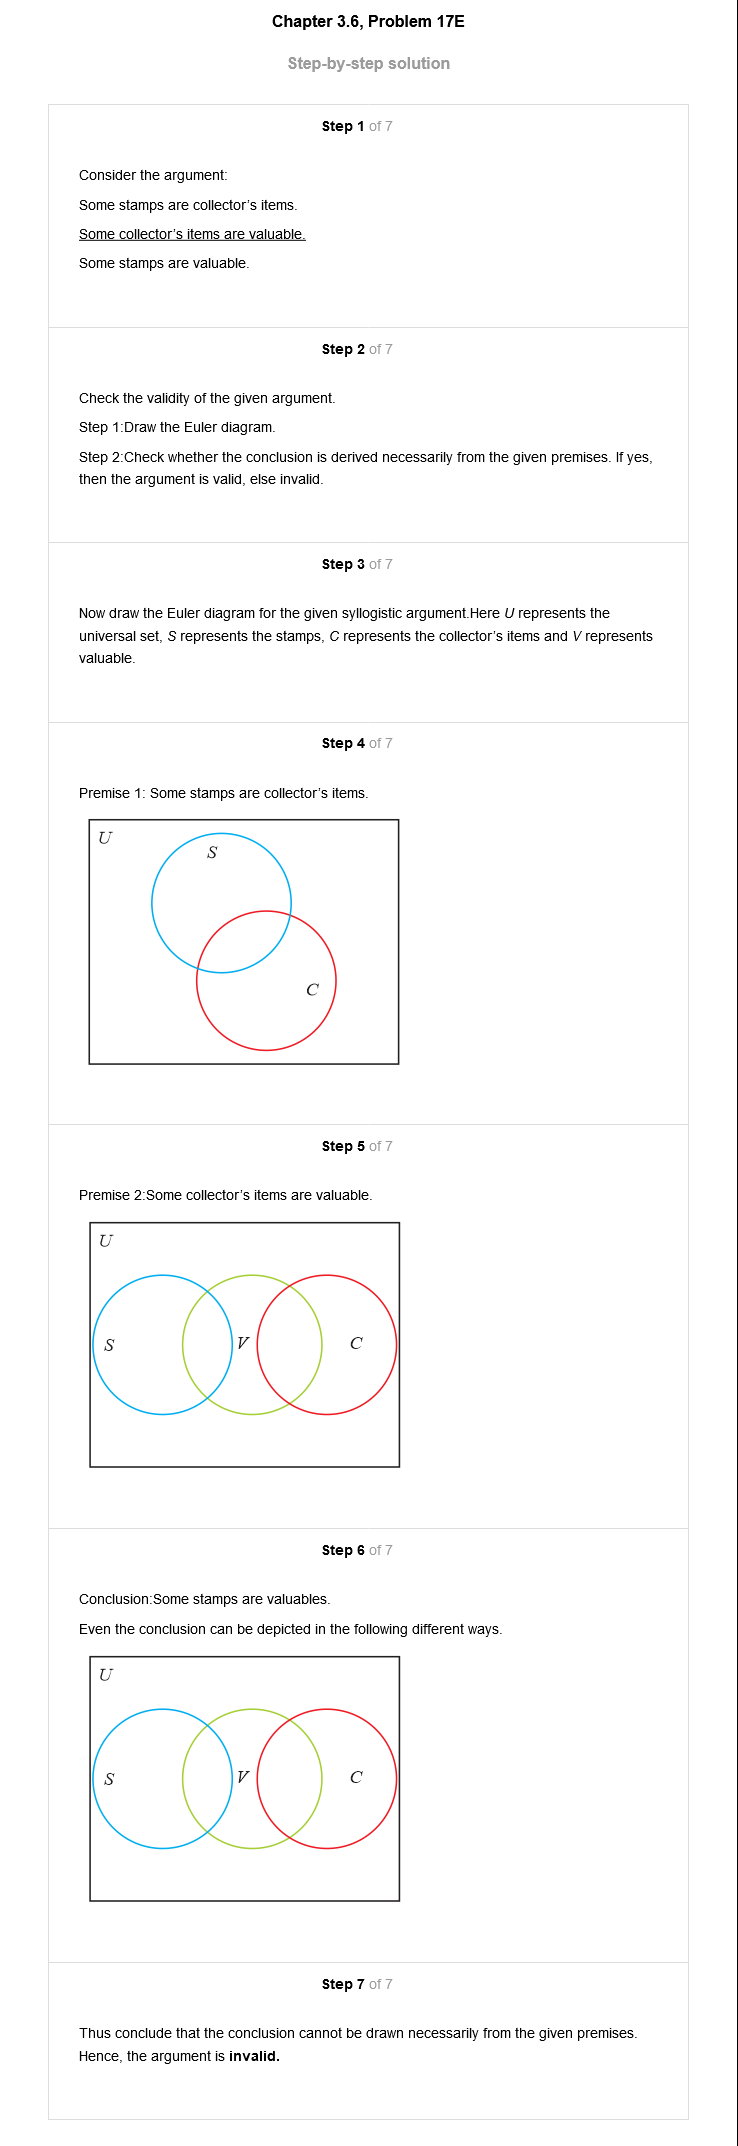 Chapter 3.6, Problem 17E
Step-by-step solution
Step 1 of 7
Consider the argument:
Some stamps are collector's items.
Some collector's items are valuable.
Some stamps are valuable.
Step 2 of 7
Check the validity of the given argument.
Step 1:Draw the Euler diagram.
Step 2:Check whether the conclusion is derived necessarily from the given premises. If yes,
then the argument is valid, else invalid.
Step 3 of 7
Now draw the Euler diagram for the given syllogistic argument.Here U represents the
universal set, S represents the stamps, C represents the collector's items and V represents
valuable.
Step 4 of 7
Premise 1: Some stamps are collector's items.
U
S
C
Step 5 of 7
Premise 2:Some collector's items are valuable.
U
S V C
Step 6 of 7
Conclusion:Some stamps are valuables.
Even the conclusion can be depicted in the following different ways.
U
S V C
Step 7 of 7
Thus conclude that the conclusion cannot be drawn necessarily from the given premises.
Hence, the argument is invalid.